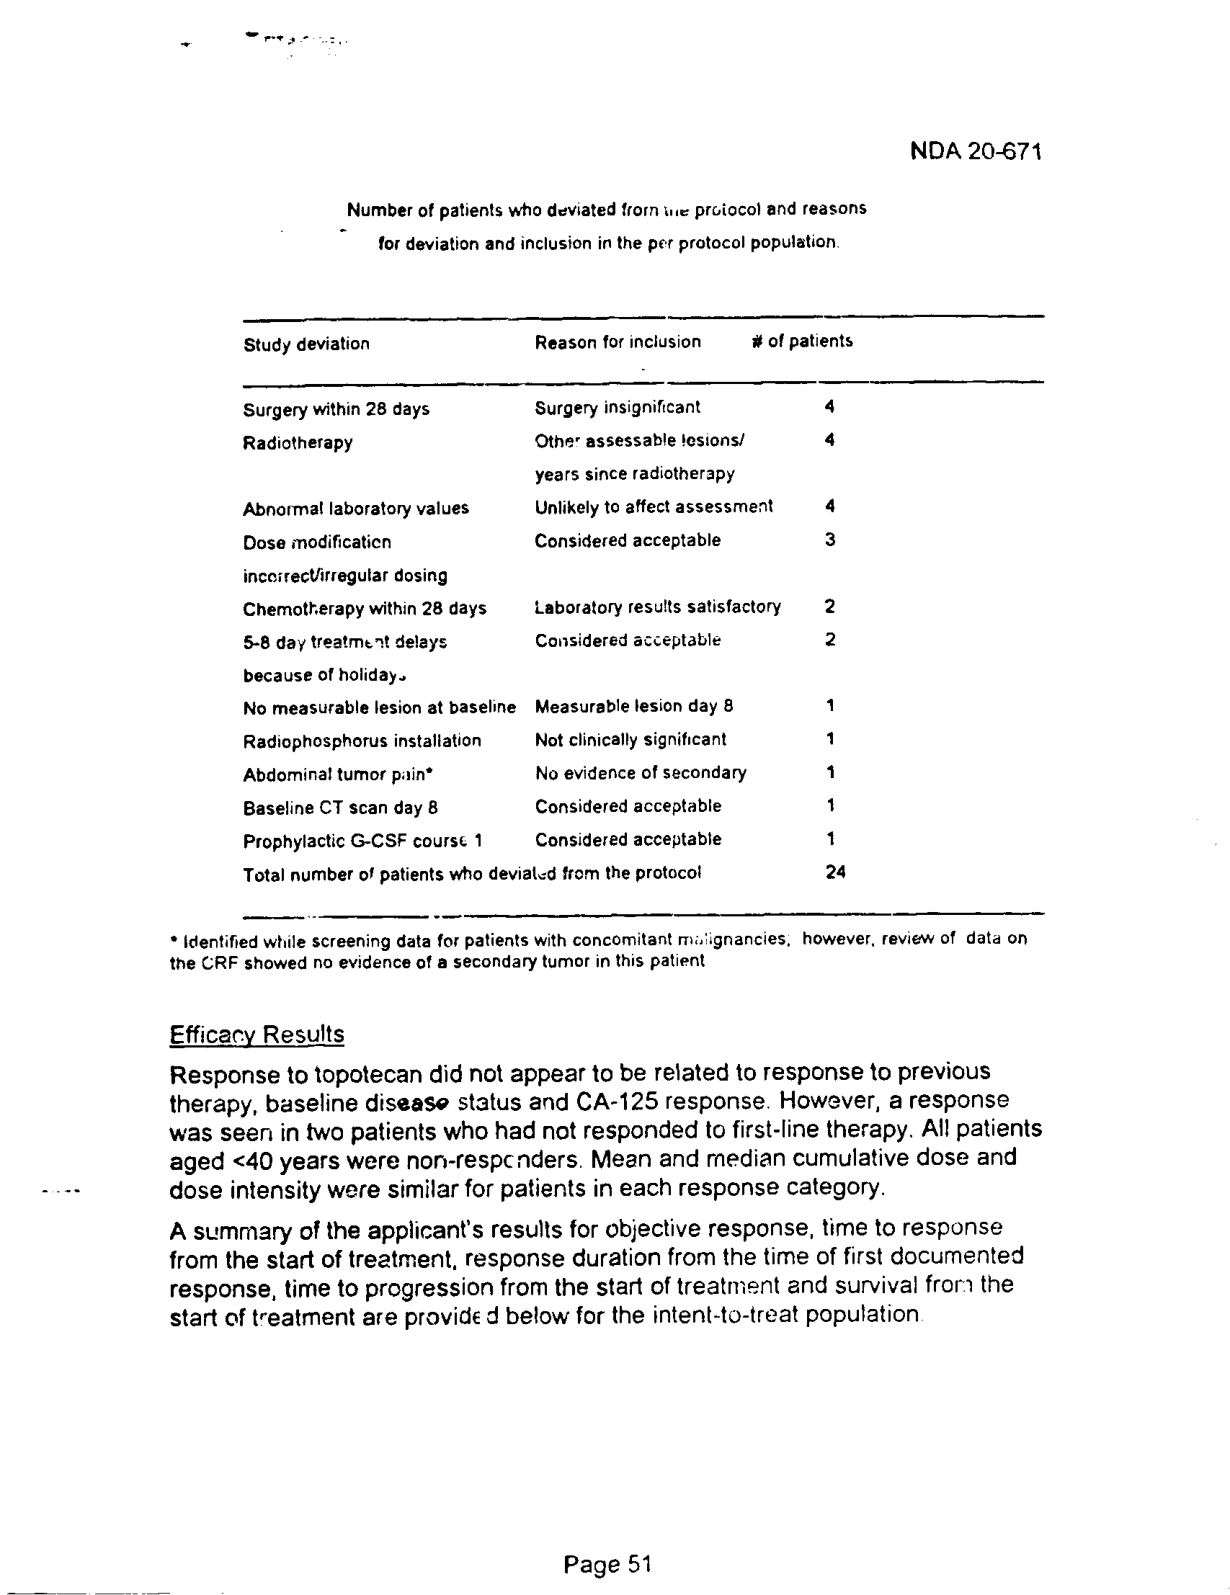 NDA 20-671
Number of patients who deviated from the protocol and reasons
for deviation and inclusion in the per protocol population.
Study deviation Reason for inclusion # of patients
Surgery within 28 days Surgery insignificant 4
Radiotherapy Other assessable lesions/ 4
years since radiotherapy
Abnormal laboratory values Unlikely to affect assessment 4
Dose modification Considered acceptable 3
incorrect/irregular dosing
Chemotherapy within 28 days Laboratory results satisfactory 2
5-8 day treatment delays Considered acceptable 2
because of holidays
No measurable lesion at baseline Measurable lesion day 8 1
Radiophosphorus installation Not clinically significant 1
Abdominal tumor pain* No evidence of secondary 1
Baseline CT scan day 8 Considered acceptable 1
Prophylactic G-CSF course 1 Considered acceptable 1
Total number of patients who deviated from the protocol 24
* Identified while screening data for patients with concomitant malignancies; however, review of data on
the CRF showed no evidence of a secondary tumor in this patient
Efficacy Results
Response to topotecan did not appear to be related to response to previous
therapy, baseline disease status and CA-125 response. However, a response
was seen in two patients who had not responded to first-line therapy. All patients
aged <40 years were non-responders. Mean and median cumulative dose and
dose intensity were similar for patients in each response category.
A summary of the applicant's results for objective response, time to response
from the start of treatment, response duration from the time of first documented
response, time to progression from the start of treatment and survival from the
start of treatment are provided below for the intent-to-treat population.
Page 51